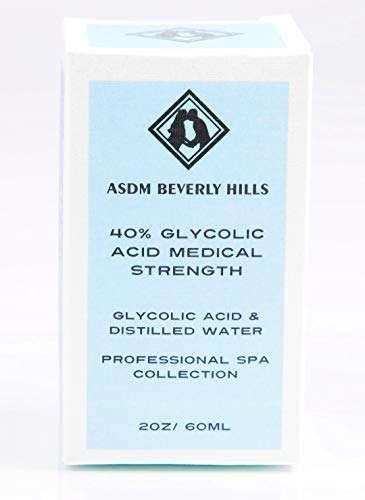 ASDM BEVERLY HILLS
40% GLYCOLIC
ACID MEDICAL
STRENGTH
GLYCOLIC ACID &
DISTILLED WATER
PROFESSIONAL SPA
COLLECTION
2OZ/ 60ML